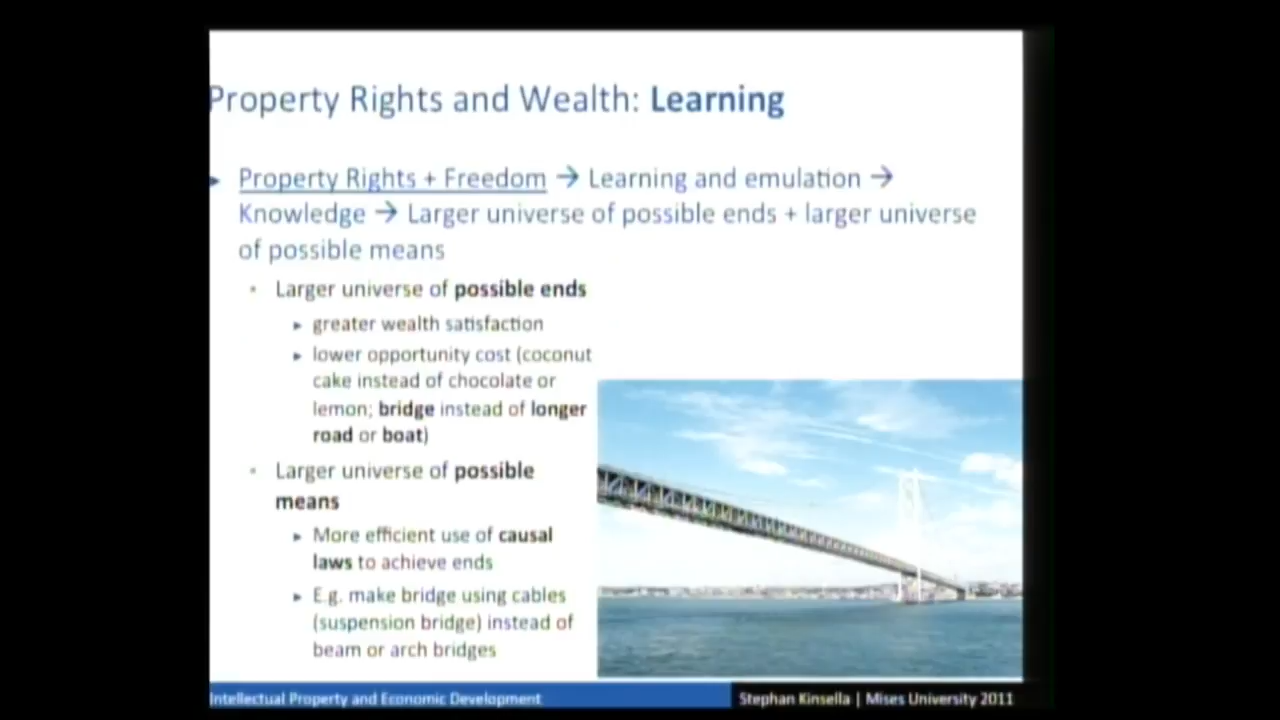 Property Rights and Wealth: Learning
Property Rights + Freedom → Learning and emulation →
Knowledge → Larger universe of possible ends + larger universe
of possible means
Larger universe of possible ends
greater wealth satisfaction
lower opportunity cost (coconut
cake instead of chocolate or
lemon; bridge instead of longer
road or boat)
Larger universe of possible
means
More efficient use of causal
laws to achieve ends
E.g. make bridge using cables
(suspension bridge) instead of
beam or arch bridges
Intellectual Property and Economic Development
Stephan Kinsella | Mises University 2011